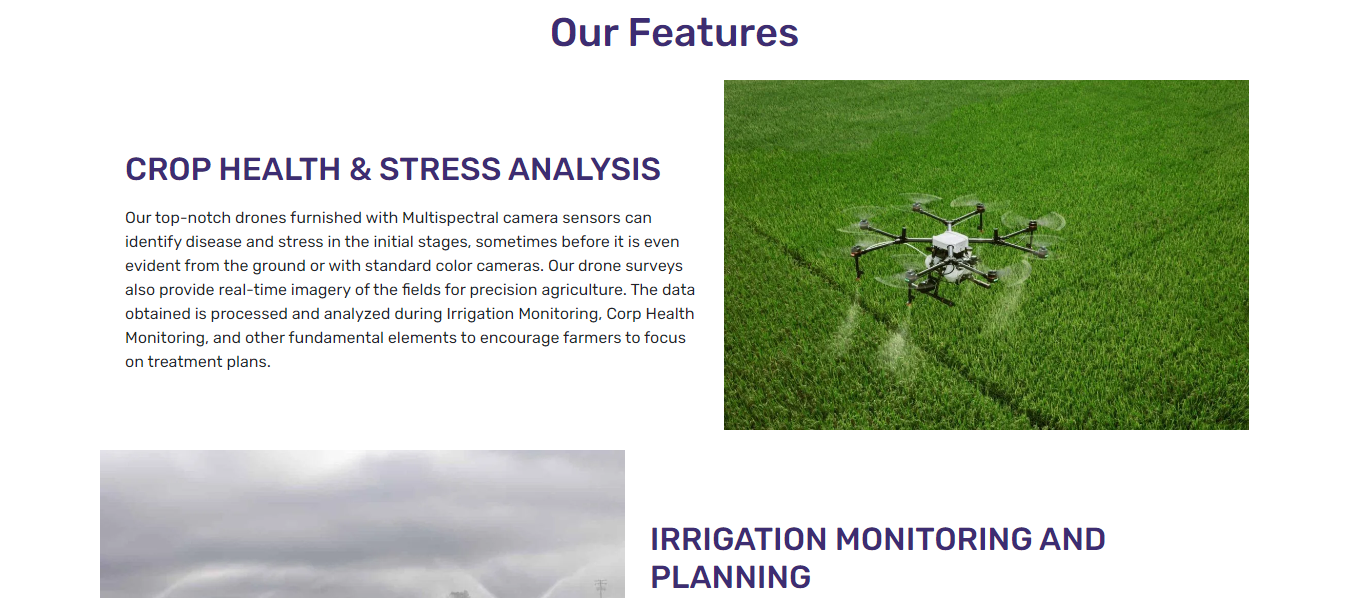 Our Features
CROP HEALTH & STRESS ANALYSIS
Our top-notch drones furnished with Multispectral camera sensors can
identify disease and stress in the initial stages, sometimes before it is even
evident from the ground or with standard color cameras. Our drone surveys
also provide real-time imagery of the fields for precision agriculture. The data
obtained is processed and analyzed during Irrigation Monitoring, Corp Health
Monitoring, and other fundamental elements to encourage farmers to focus
on treatment plans.
IRRIGATION MONITORING AND
PLANNING